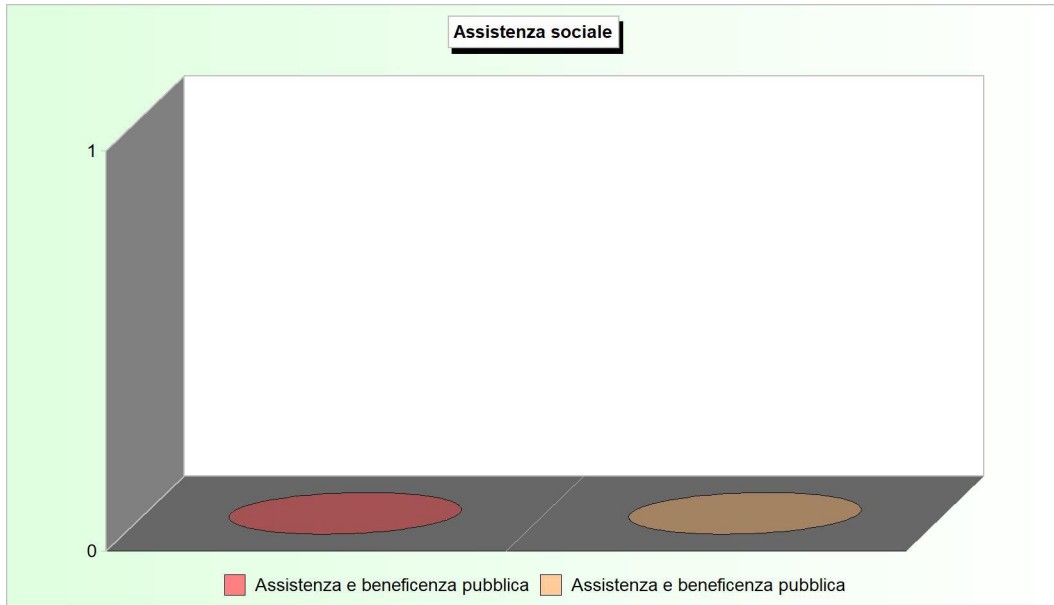 Assistenza sociale
1
0
Assistenza e beneficenza pubblica Assistenza e beneficenza pubblica